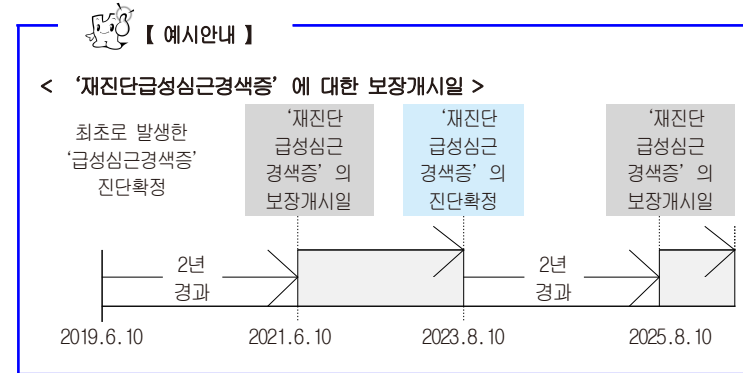 【 예시안내 】
< ‘재진단급성심근경색증’ 에 대한 보장개시일 >
최초로 발생한
‘급성심근경색증’
진단확정
‘재진단
급성심근
경색증’ 의
보장개시일
‘재진단
급성심근
경색증’ 의
진단확정
‘재진단
급성심근
경색증’ 의
보장개시일
2년
경과
2년
경과
2019.6.10
2021.6.10
2023.8.10
2025.8.10